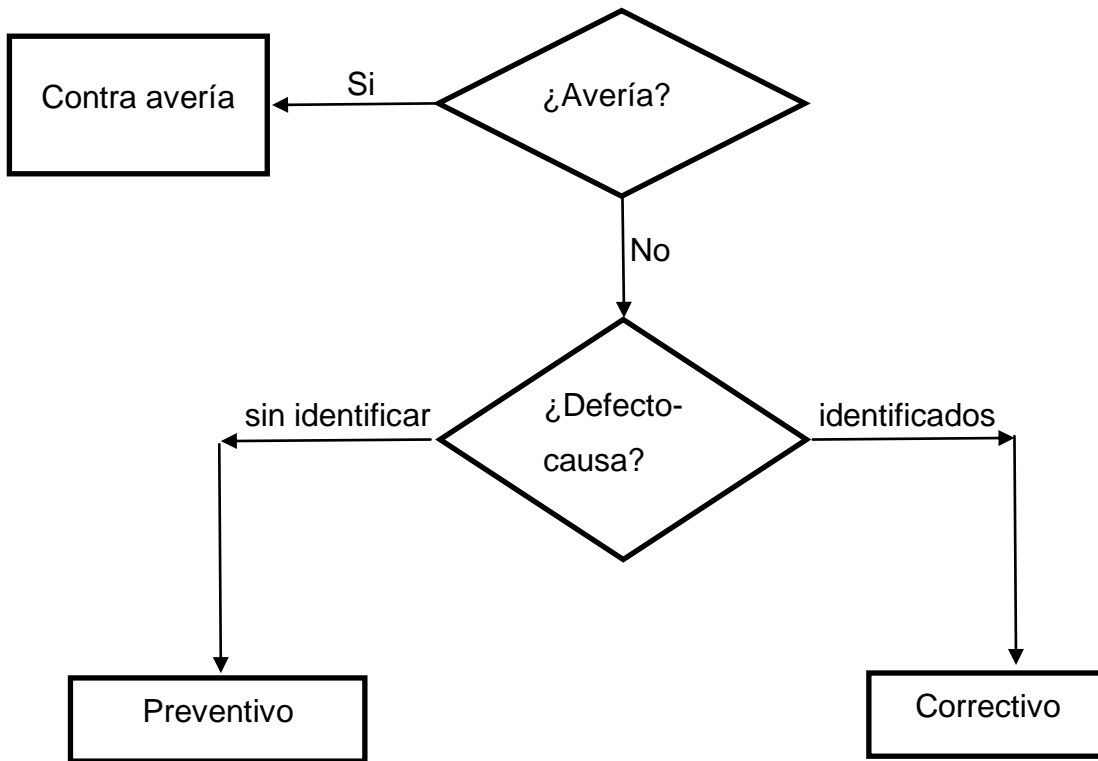 Contra avería
Si
¿Avería?
No
sin identificar
¿Defecto-
causa?
identificados
Preventivo
Correctivo